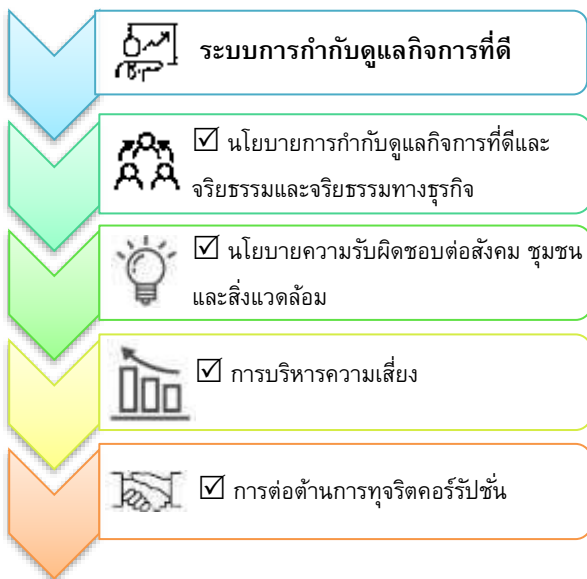 ระบบการกำกับดูแลกิจการที่ดี
☑ นโยบายการกำกับดูแลกิจการที่ดีและ
จริยธรรมและจริยธรรมทางธุรกิจ
☑ นโยบายความรับผิดชอบต่อสังคม ชุมชน
และสิ่งแวดล้อม
☑ การบริหารความเสี่ยง
☑ การต่อต้านการทุจริตคอร์รัปชั่น